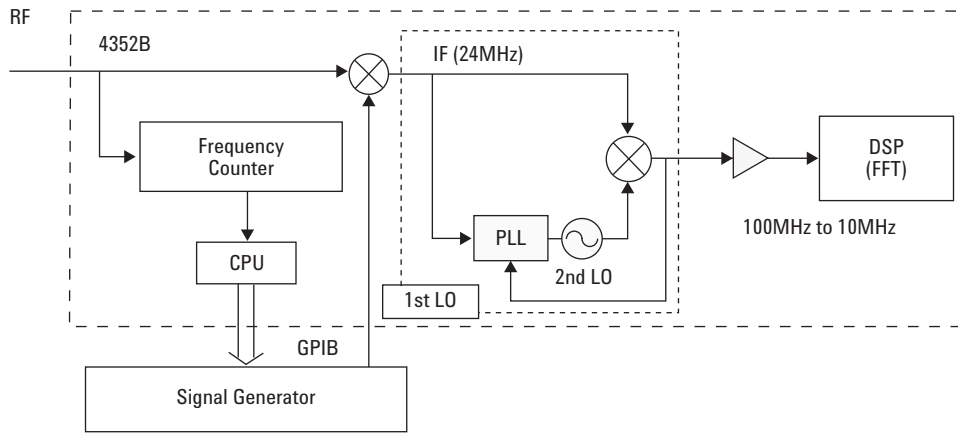 RF
4352B
IF (24MHz)
Frequency
Counter
DSP
(FFT)
PLL
100MHz to 10MHz
CPU
2nd LO
1st LO
GPIB
Signal Generator